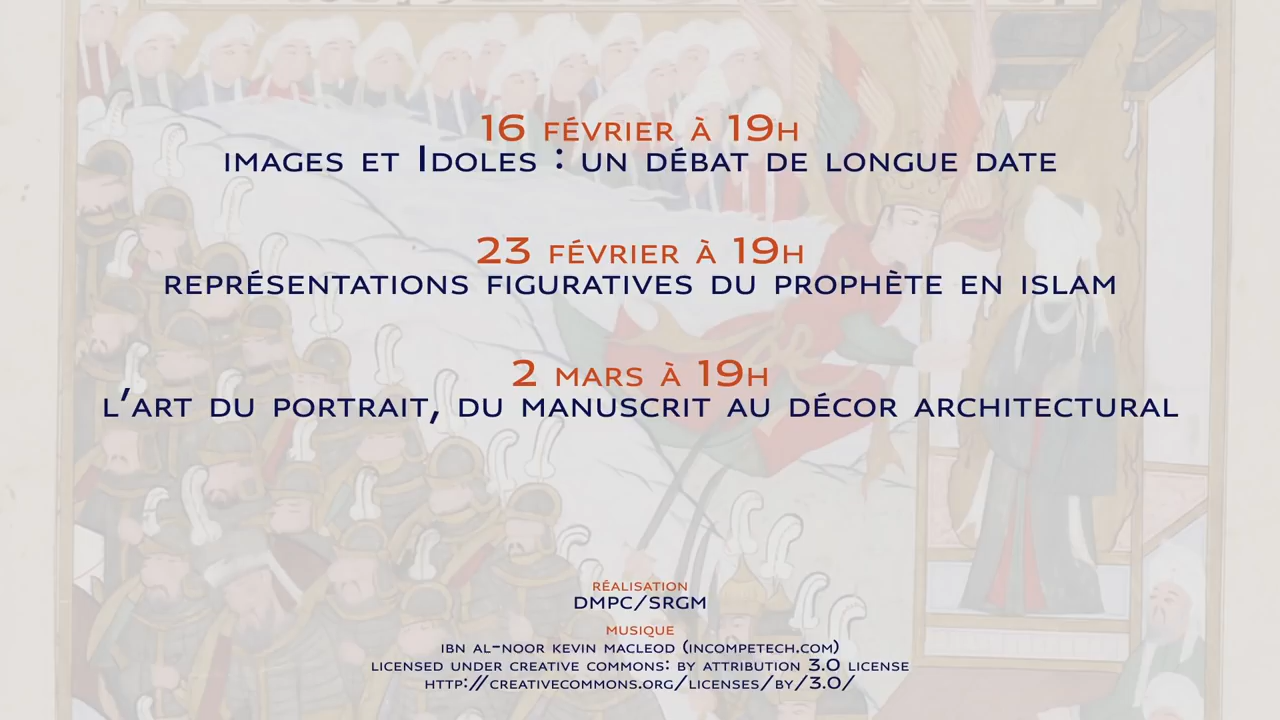 16 février à 19h
images et Idoles : un débat de longue date
23 février à 19h
représentations figuratives du prophète en islam
2 mars à 19h
l'art du portrait, du manuscrit au décor architectural
réalisation
DMPC/SRGM
musique
ibn al-noor kevin macleod (incompetech.com)
licensed under creative commons: by attribution 3.0 license
http://creativecommons.org/licenses/by/3.0/